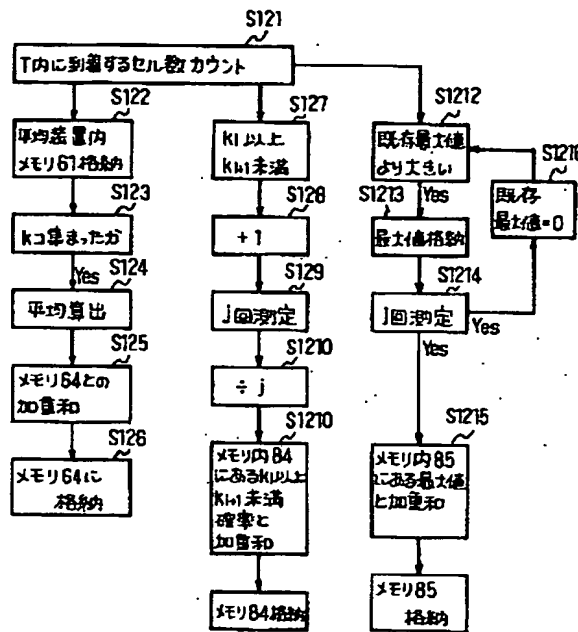 S121
T内に到着するセル数カウント
S122
平均装置内
メモリ61格納
S123
kコ集まったか
Yes
S124
平均算出
S125
メモリ64との
加重和
S126
メモリ64に
格納
S127
ki以上
ki+1未満
S128
+1
S129
j回測定
S1210
÷j
S1210
メモリ内84
にあるki以上
ki+1未満
確率と
加重和
メモリ84格納
S1212
既存最大値
より大きい
Yes
S1213
最大値格納
S1214
j回測定
Yes
Yes
S1216
既存
最大値=0
S1215
メモリ内85
にある最大値
と加重和
メモリ85
格納